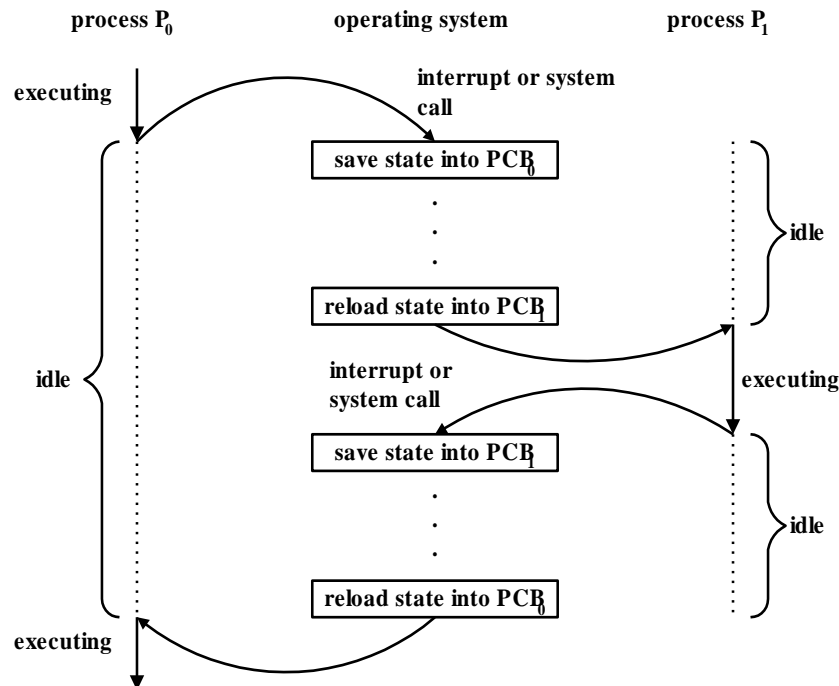 process P0 operating system process P1
executing
interrupt or system
call
save state into PCB0
.
.
.
idle
reload state into PCB1
idle
interrupt or
system call
executing
save state into PCB1
.
.
.
idle
reload state into PCB0
executing